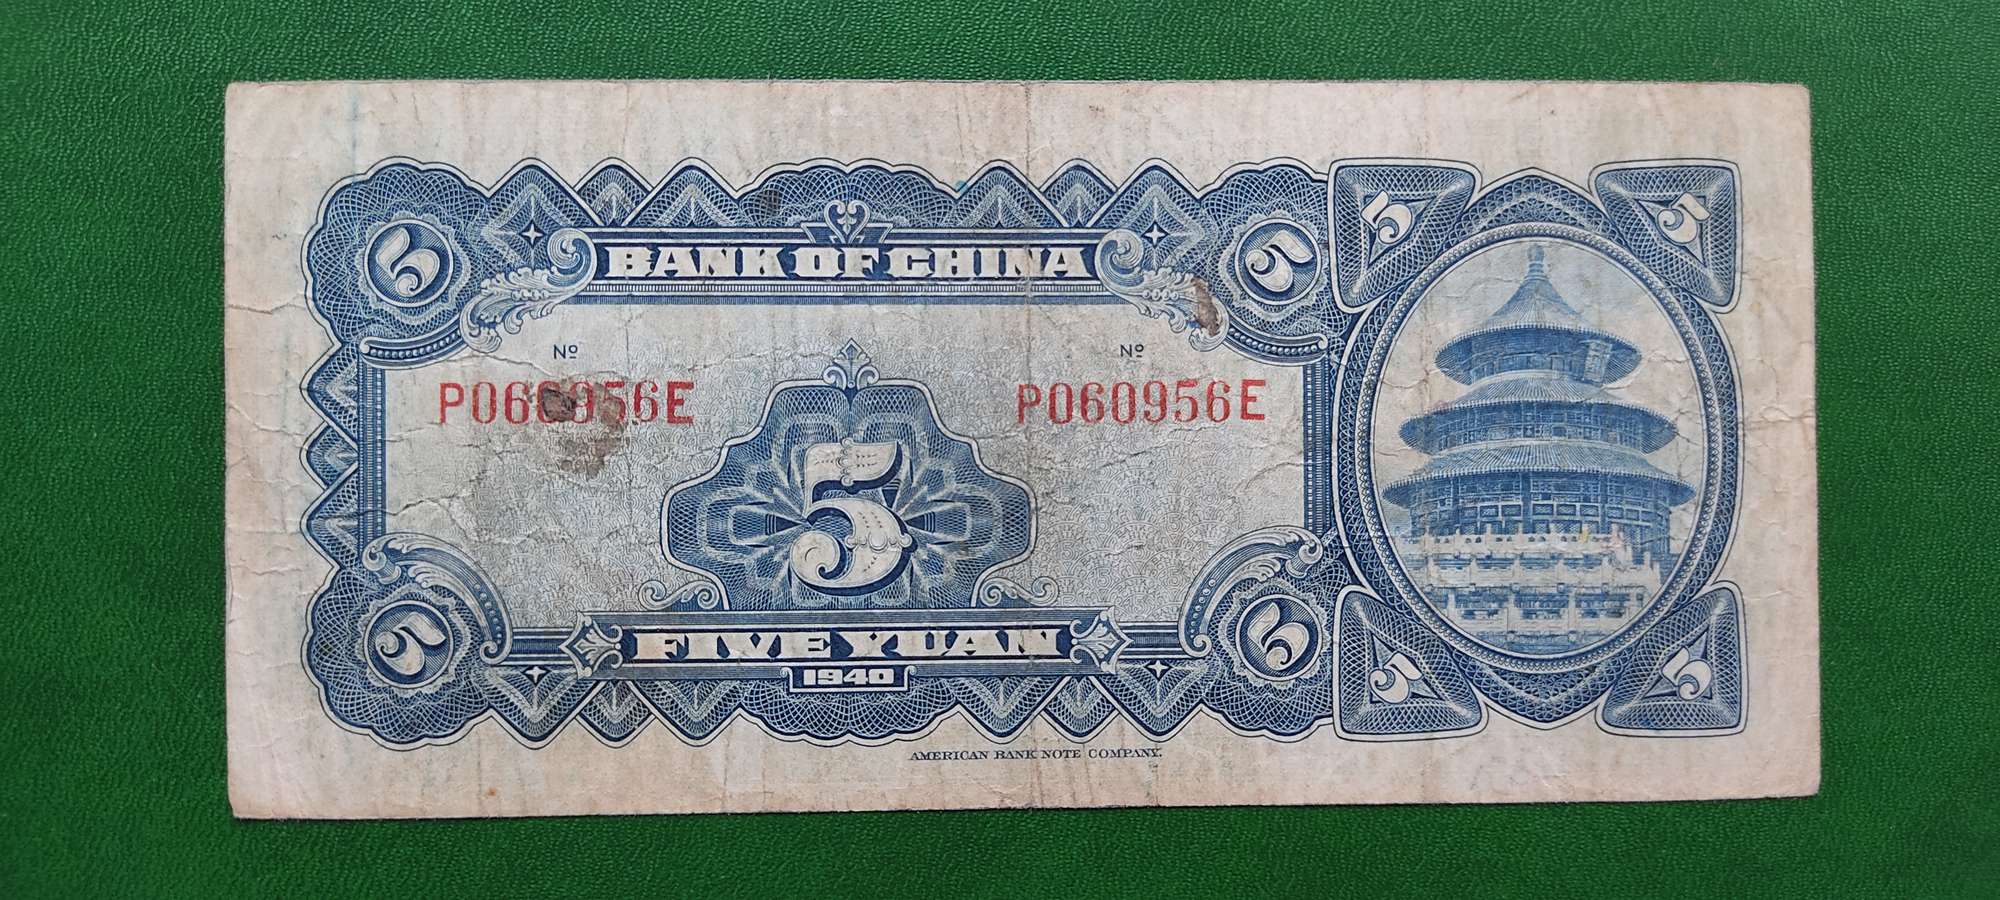 5 5 5 5
BANK OF CHINA
Nº Nº
P060956E P060956E
5
FIVE YUAN
1940
5 5 5 5
AMERICAN BANK NOTE COMPANY.